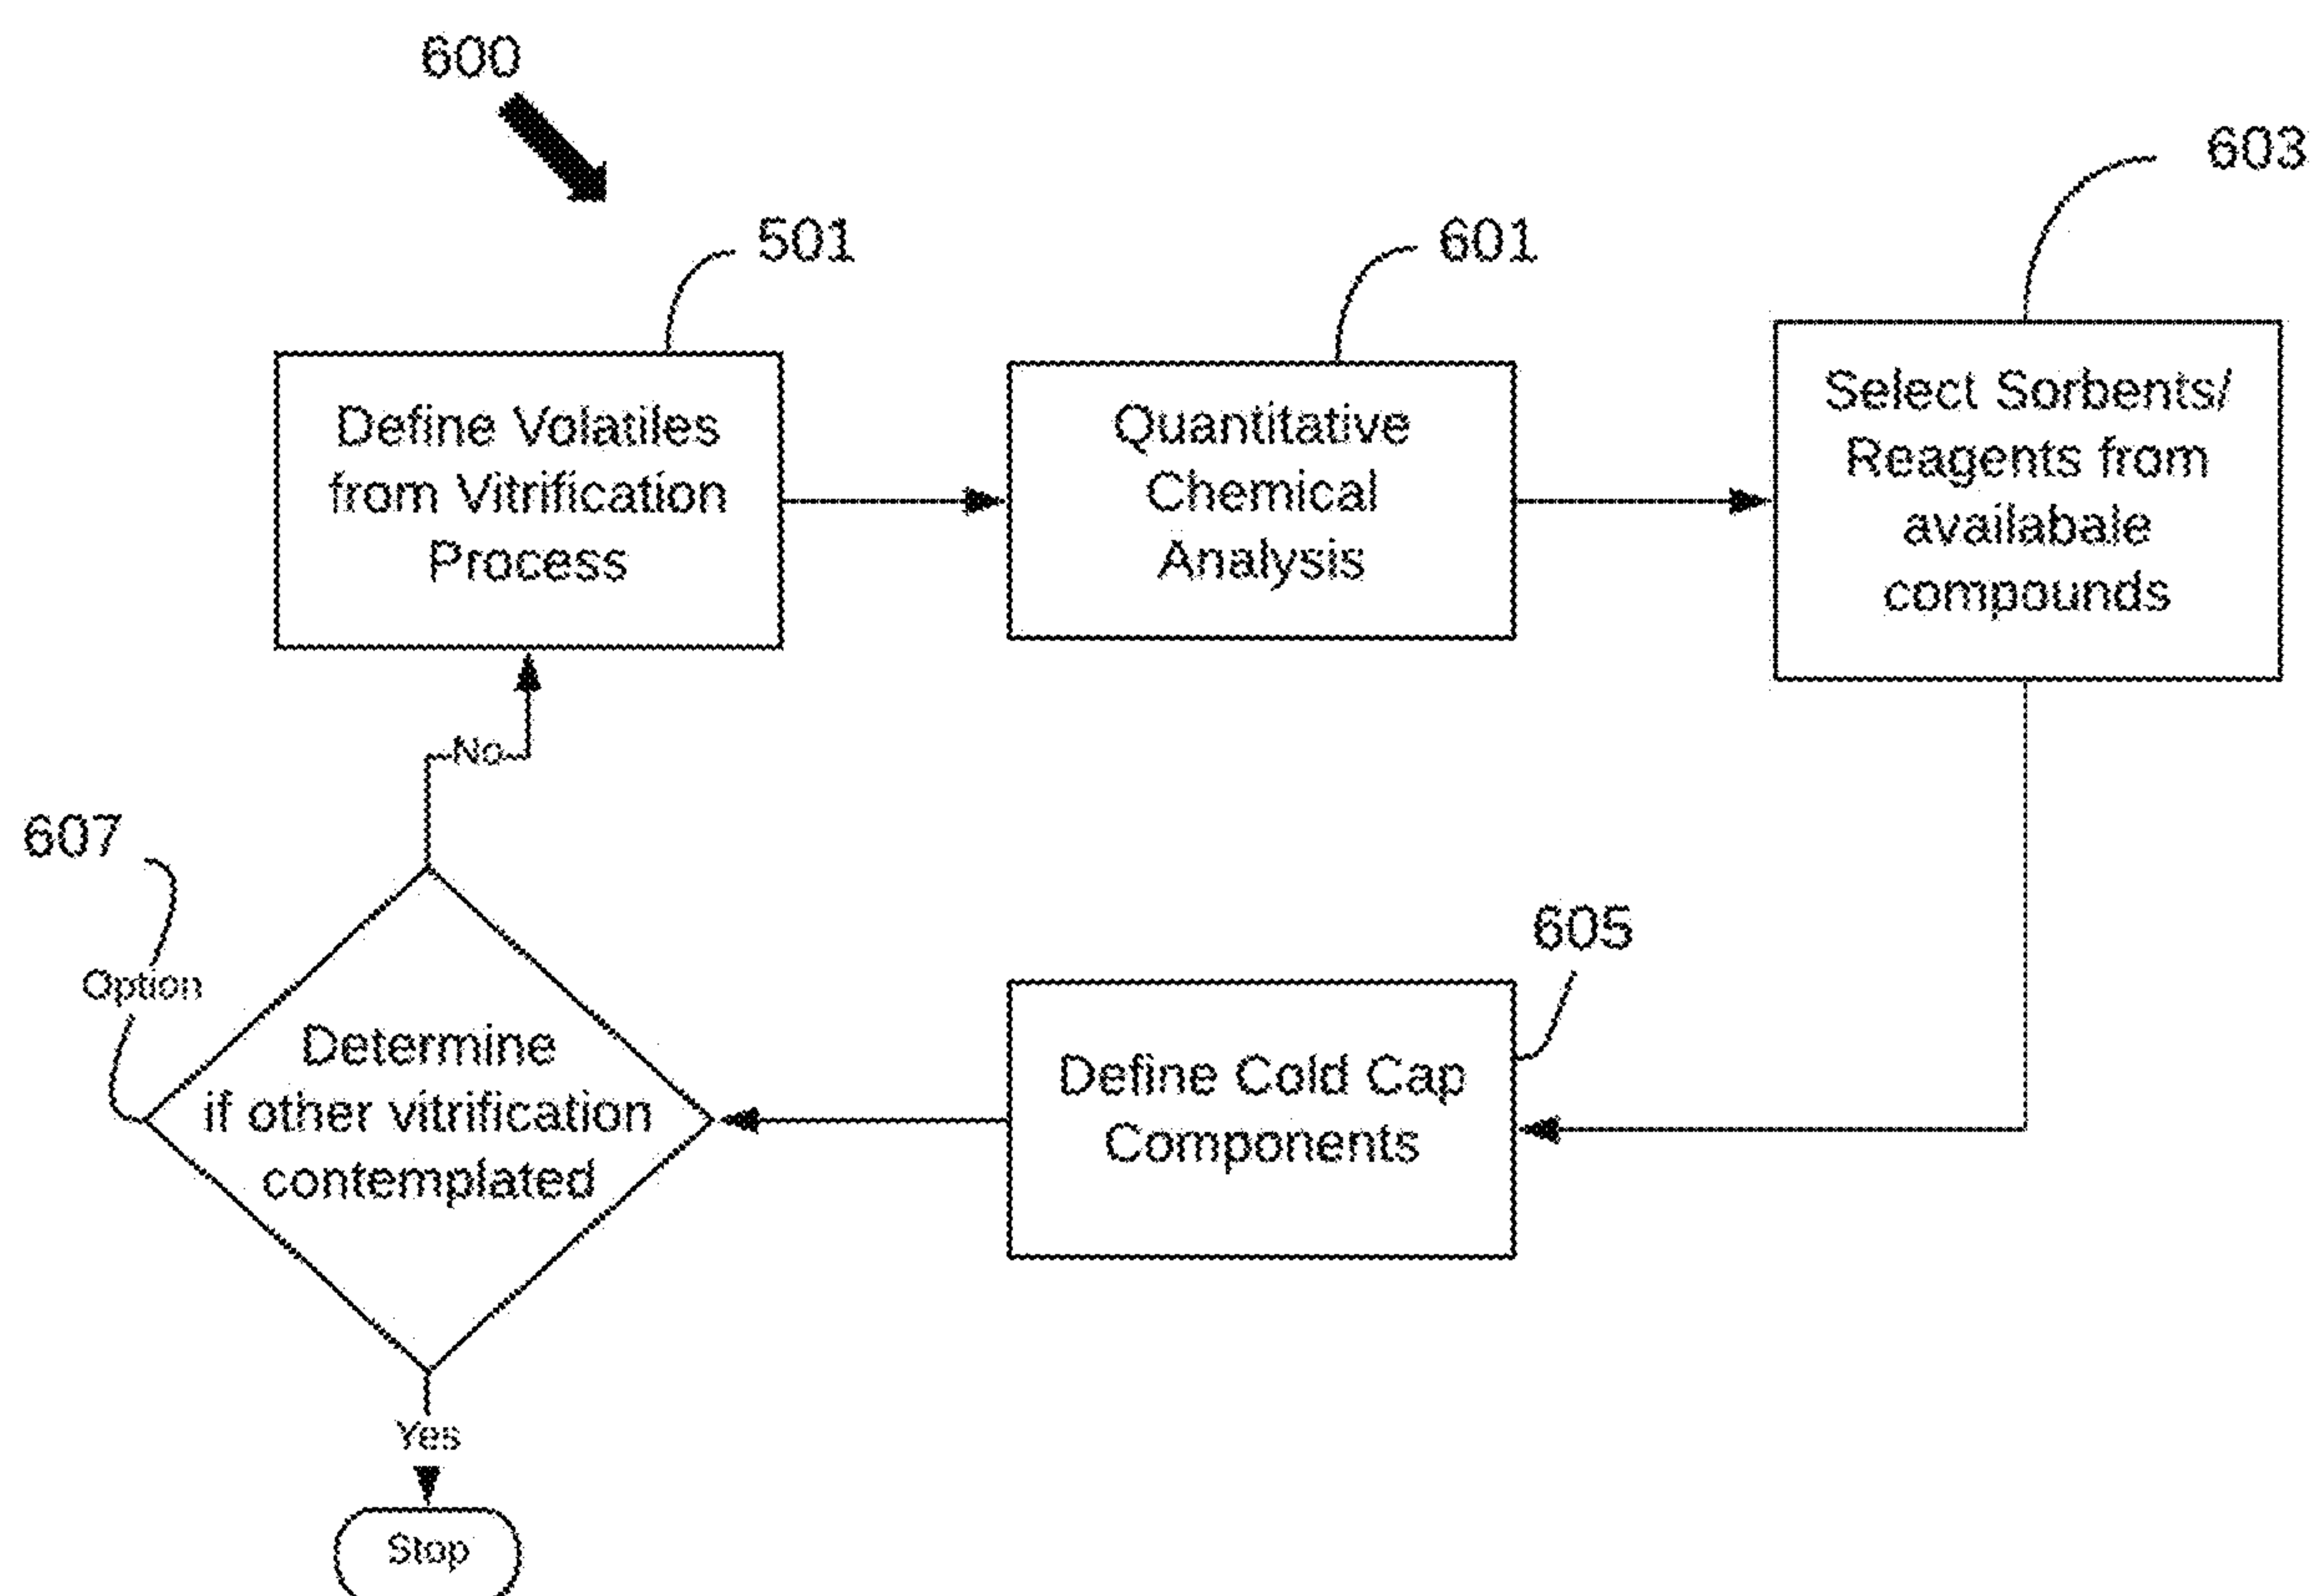 600
603
501
601
Define Volatiles
from Vitrification
Process
Quantitative
Chemical
Analysis
Select Sorbents/
Reagents from
availabale
compounds
No
607
605
Option
Determine
if other vitrification
contemplated
Define Cold Cap
Components
Yes
Stop